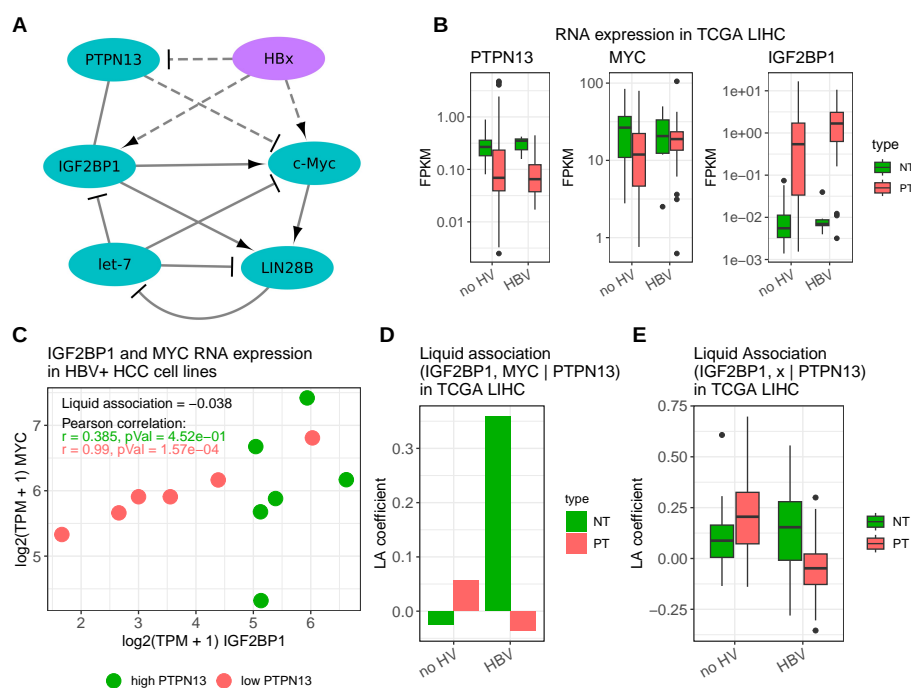 A
PTPN13
HBx
IGF2BP1
c-Myc
let-7
LIN28B
B
RNA expression in TCGA LIHC
PTPN13
MYC
IGF2BP1
FPKM
1.00
0.10
0.01
no HV
HBV
FPKM
100
10
1
no HV
HBV
FPKM
1e+01
1e+00
1e−01
1e−02
1e−03
no HV
HBV
type
NT
PT
C
IGF2BP1 and MYC RNA expression
in HBV+ HCC cell lines
Liquid association = −0.038
Pearson correlation:
r = 0.385, pVal = 4.52e−01
r = 0.99, pVal = 1.57e−04
log2(TPM + 1) MYC
7
6
5
2
3
4
5
6
log2(TPM + 1) IGF2BP1
high PTPN13
low PTPN13
D
Liquid association
(IGF2BP1, MYC | PTPN13)
in TCGA LIHC
LA coefficient
0.3
0.2
0.1
0.0
no HV
HBV
type
NT
PT
E
Liquid Association
(IGF2BP1, x | PTPN13)
in TCGA LIHC
LA coefficient
0.75
0.50
0.25
0.00
−0.25
no HV
HBV
type
NT
PT